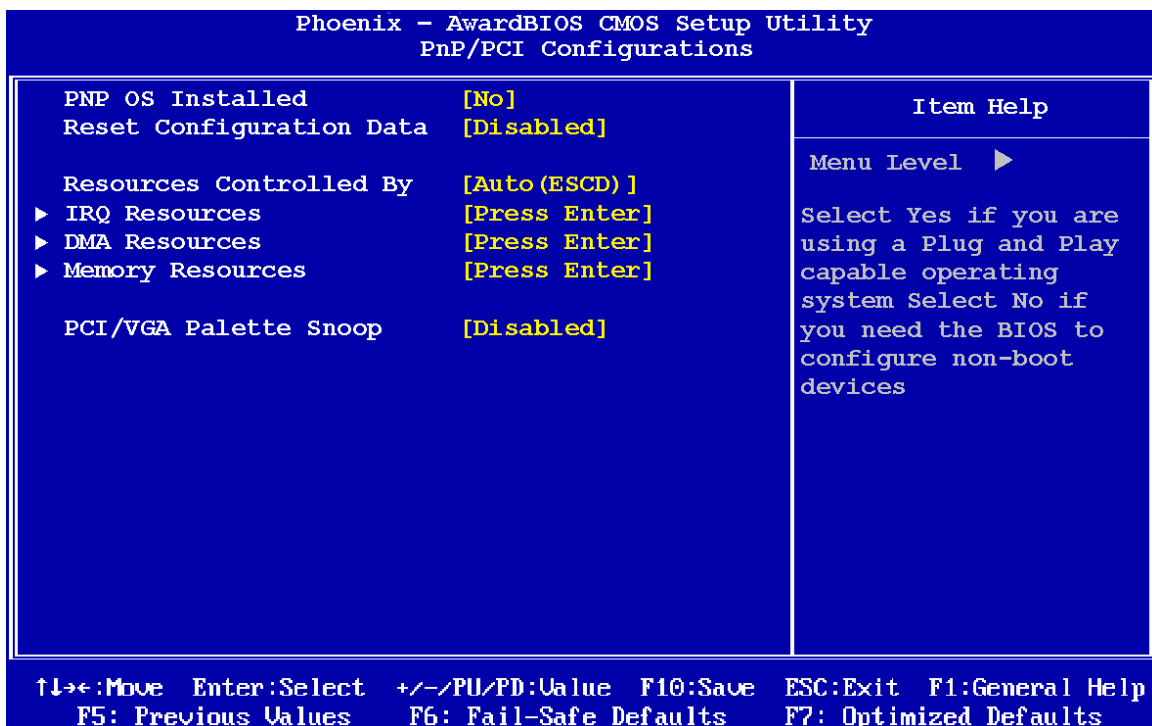 Phoenix – AwardBIOS CMOS Setup Utility
PnP/PCI Configurations
PNP OS Installed [No]
Reset Configuration Data [Disabled]
Resources Controlled By [Auto(ESCD)]
▶ IRQ Resources [Press Enter]
▶ DMA Resources [Press Enter]
▶ Memory Resources [Press Enter]
PCI/VGA Palette Snoop [Disabled]
Item Help
Menu Level ▶
Select Yes if you are
using a Plug and Play
capable operating
system Select No if
you need the BIOS to
configure non-boot
devices
↑↓→←:Move Enter:Select +/-/PU/PD:Value F10:Save ESC:Exit F1:General Help
F5: Previous Values F6: Fail-Safe Defaults F7: Optimized Defaults